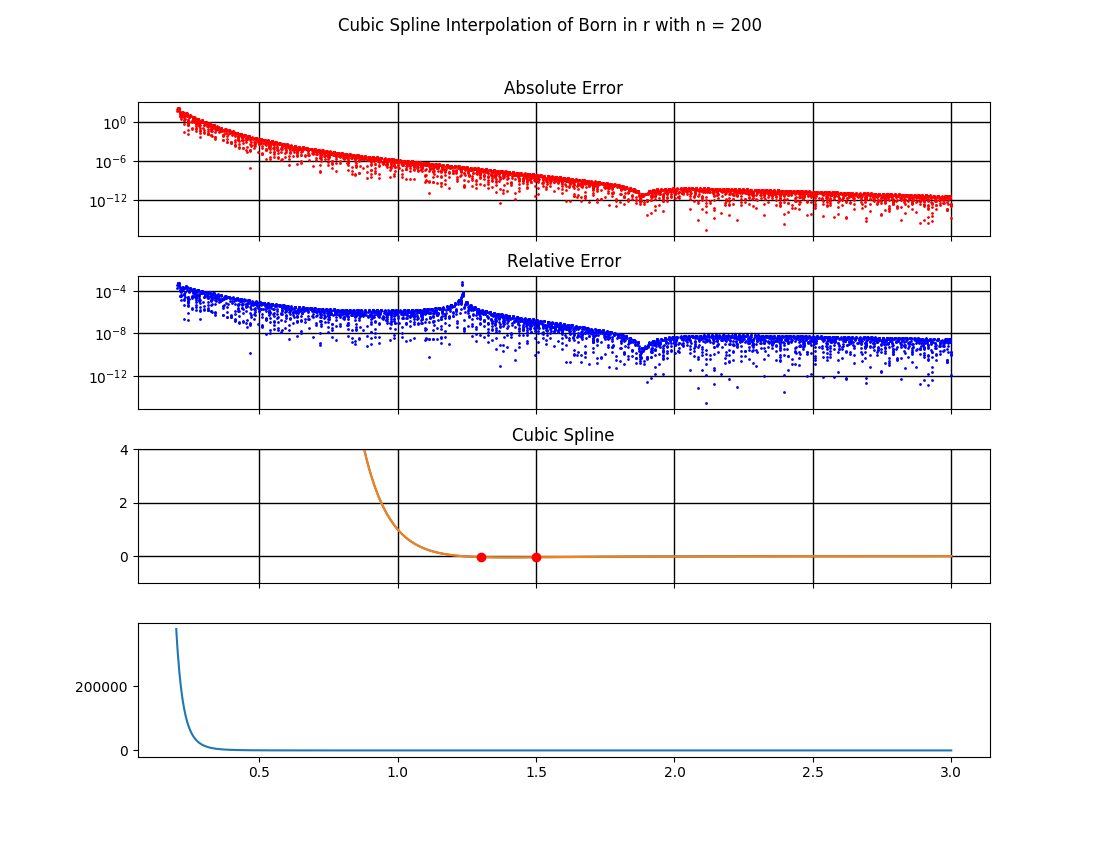 Cubic Spline Interpolation of Born in r with n = 200
Absolute Error
10⁰
10⁻⁶
10⁻¹²
Relative Error
10⁻⁴
10⁻⁸
10⁻¹²
Cubic Spline
4
2
0
200000
0
0.5 1.0 1.5 2.0 2.5 3.0